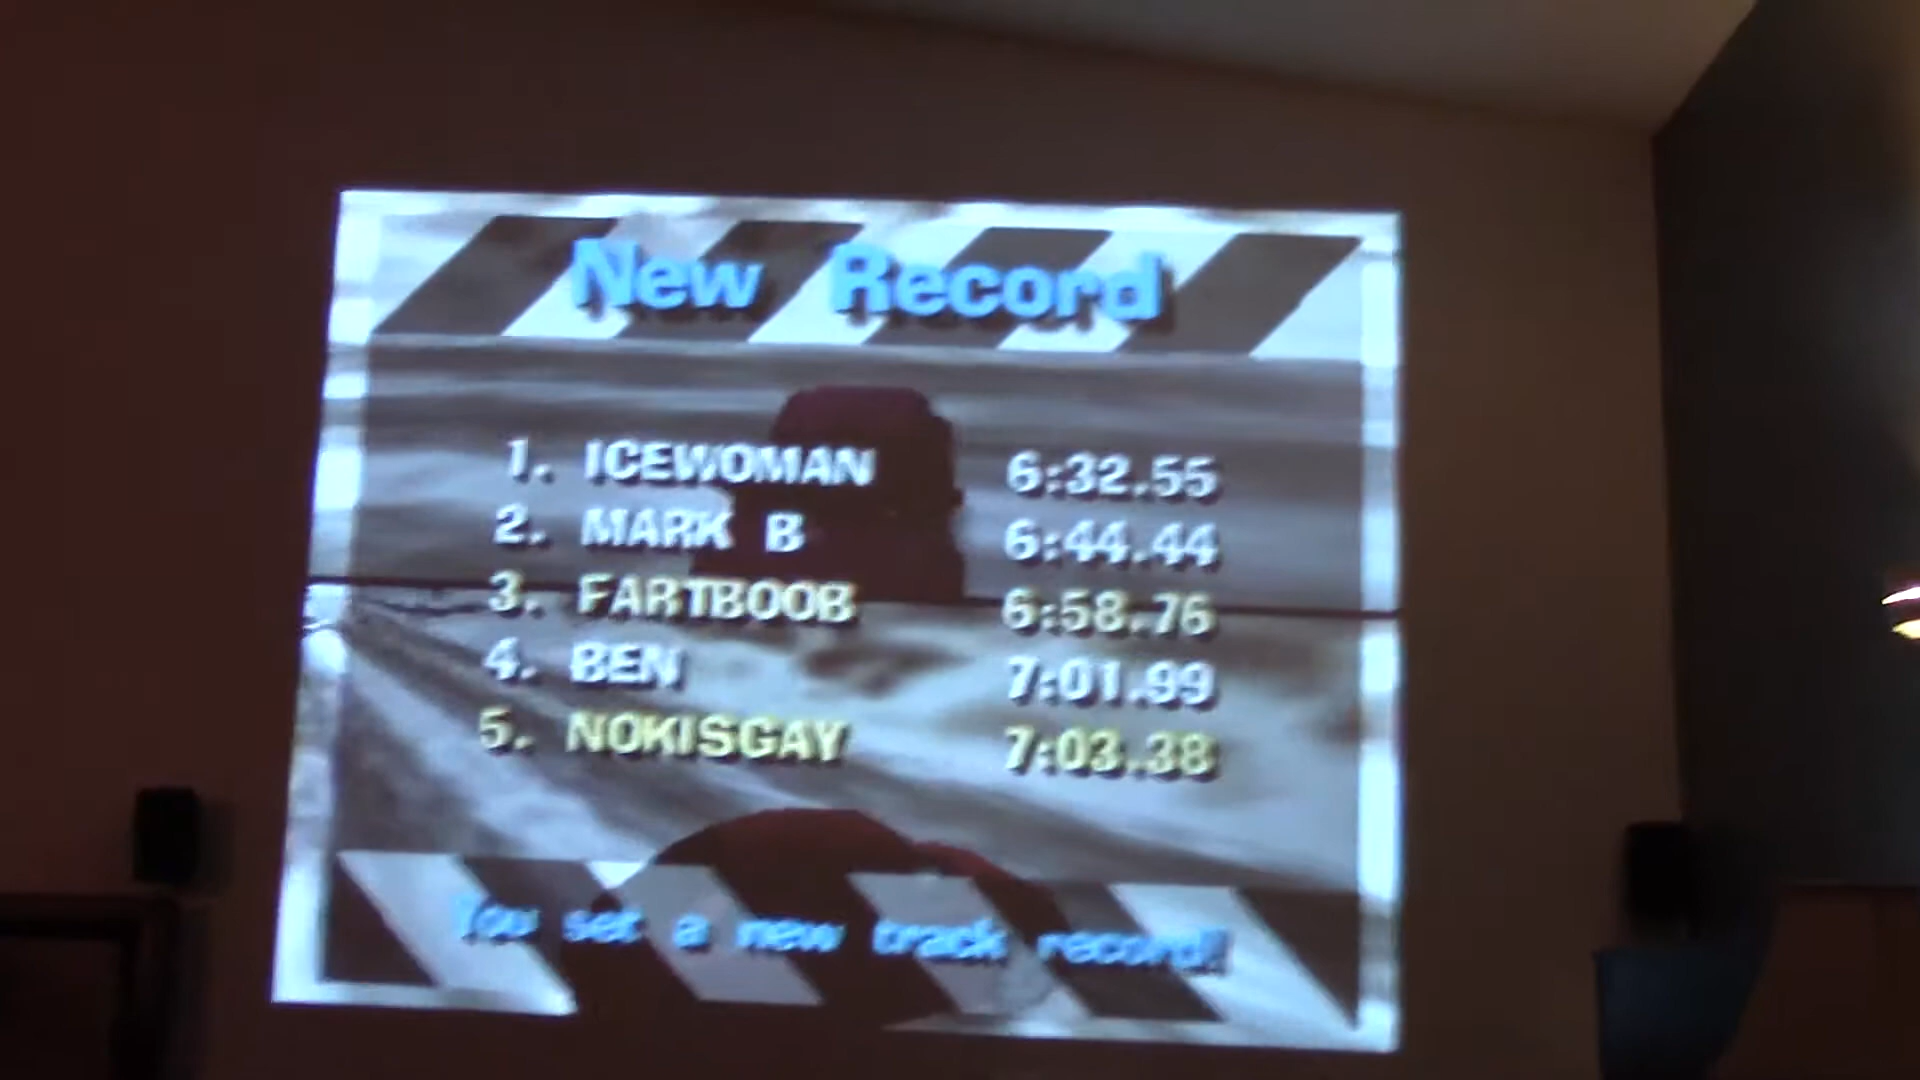 New Record
1. ICEWOMAN 6:32.55
2. MARK B 6:44.44
3. FARTBOOB 6:58.76
4. BEN 7:01.99
5. NOKISGAY 7:03.38
You set a new track record!